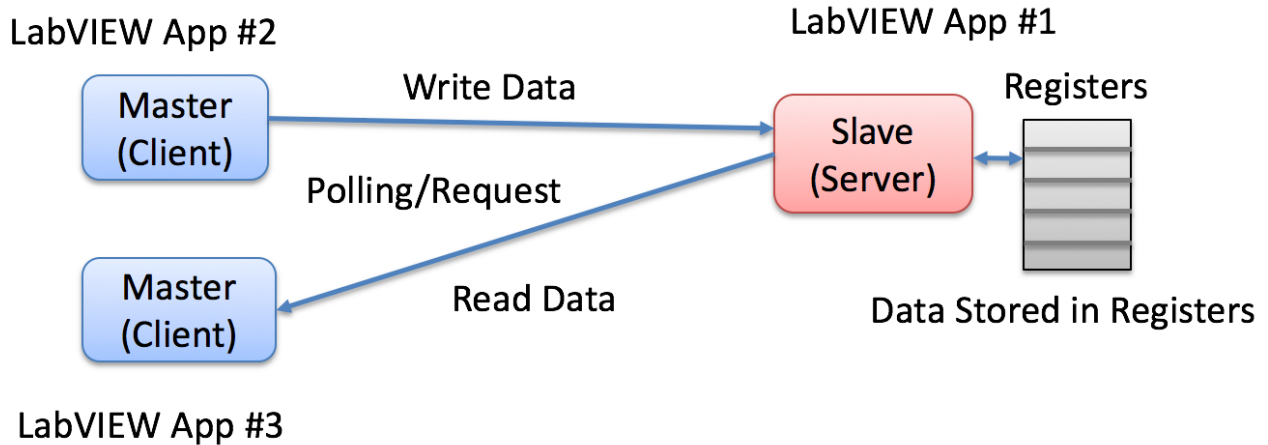 LabVIEW App #2
LabVIEW App #1
Master
(Client)
Write Data
Slave
(Server)
Registers
Polling/Request
Master
(Client)
Read Data
Data Stored in Registers
LabVIEW App #3